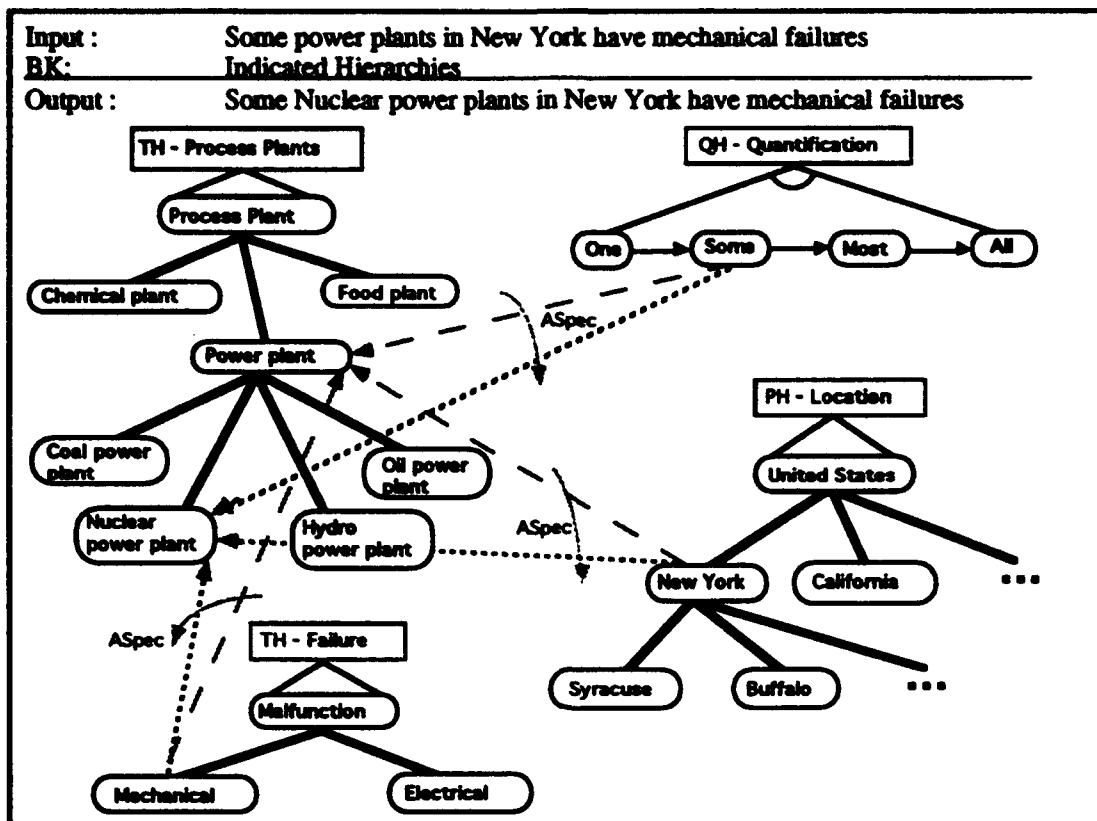 Input : Some power plants in New York have mechanical failures
BK: Indicated Hierarchies
Output : Some Nuclear power plants in New York have mechanical failures
TH - Process Plants
QH - Quantification
Process Plant
One
Some
Most
All
Chemical plant
Food plant
ASpec
Power plant
PH - Location
Coal power
plant
Oil power
plant
United States
Nuclear
power plant
Hydro
power plant
ASpec
New York
California
...
ASpec
TH - Failure
Syracuse
Buffalo
...
Malfunction
Mechanical
Electrical